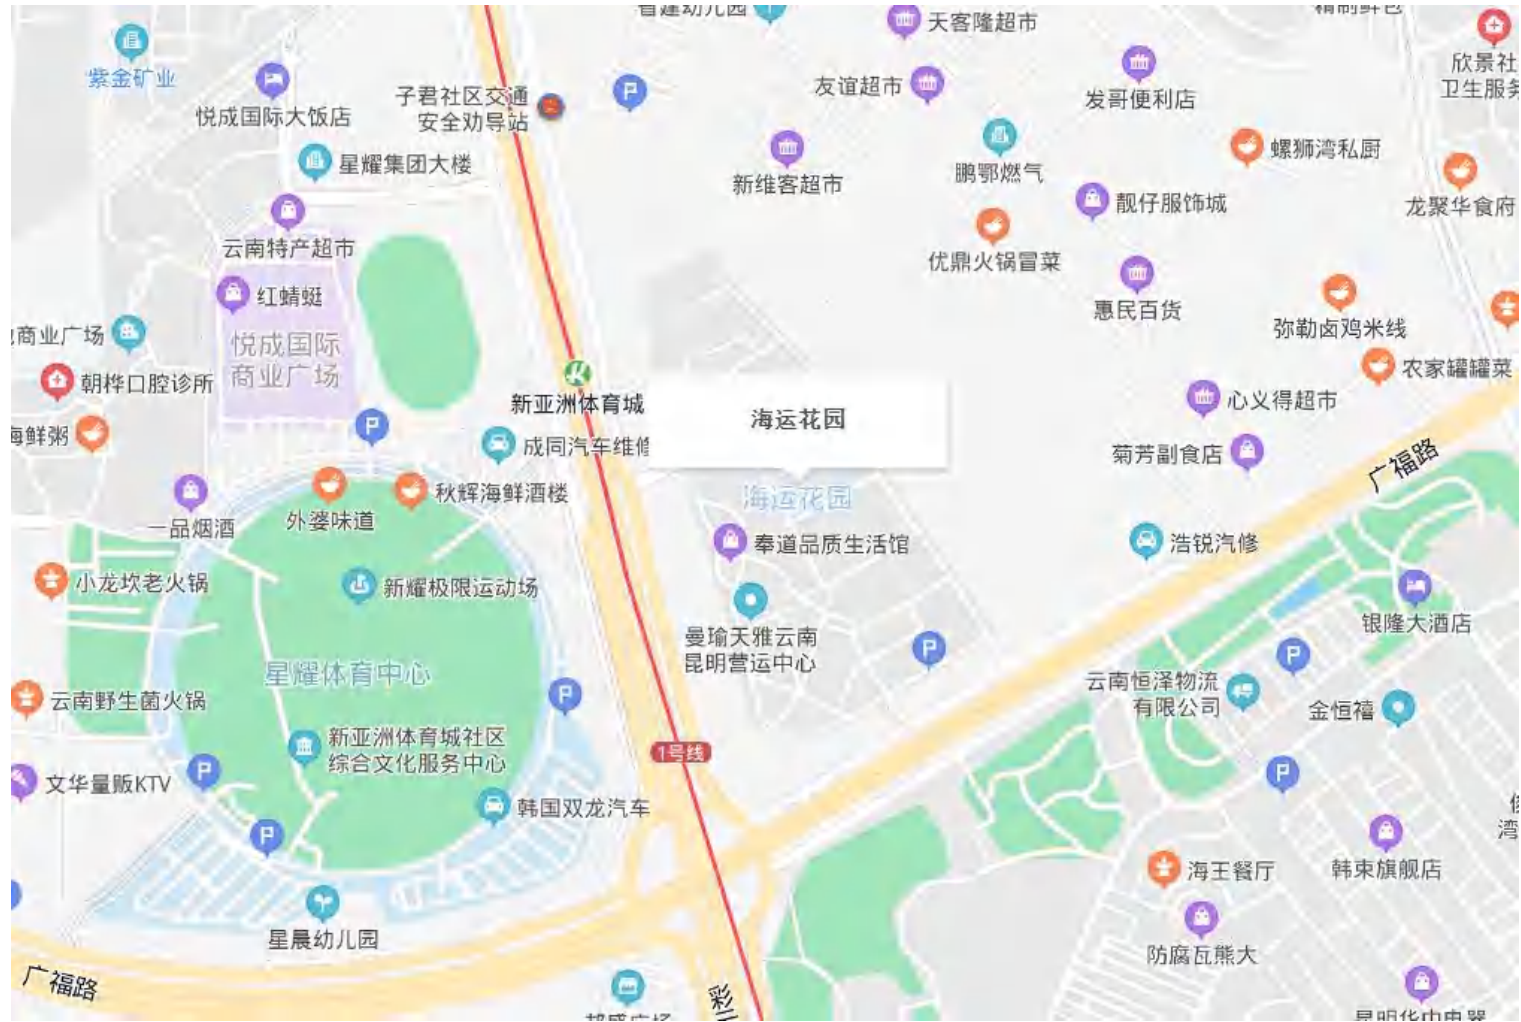 天客隆超市
紫金矿业
友谊超市
发哥便利店
欣景社
卫生服务
悦成国际大饭店
子君社区交通
安全劝导站
星耀集团大楼
新维客超市
鹏鄂燃气
螺狮湾私厨
龙聚华食府
靓仔服饰城
云南特产超市
优鼎火锅冒菜
红蜻蜓
惠民百货
商业广场
弥勒卤鸡米线
悦成国际
商业广场
朝桦口腔诊所
农家罐罐菜
新亚洲体育城
海运花园
心义得超市
海鲜粥
成同汽车维修
菊芳副食店
广福路
一品烟酒
外婆味道
秋辉海鲜酒楼
海运花园
奉道品质生活馆
浩锐汽修
小龙坎老火锅
新耀极限运动场
银隆大酒店
曼瑜天雅云南
昆明营运中心
星耀体育中心
云南恒泽物流
有限公司
金恒禧
云南野生菌火锅
新亚洲体育城社区
综合文化服务中心
1号线
文华量贩KTV
韩国双龙汽车
湾
海王餐厅
韩束旗舰店
星晨幼儿园
防腐瓦熊大
广福路
彩
P
P
P
P
P
P
P
P